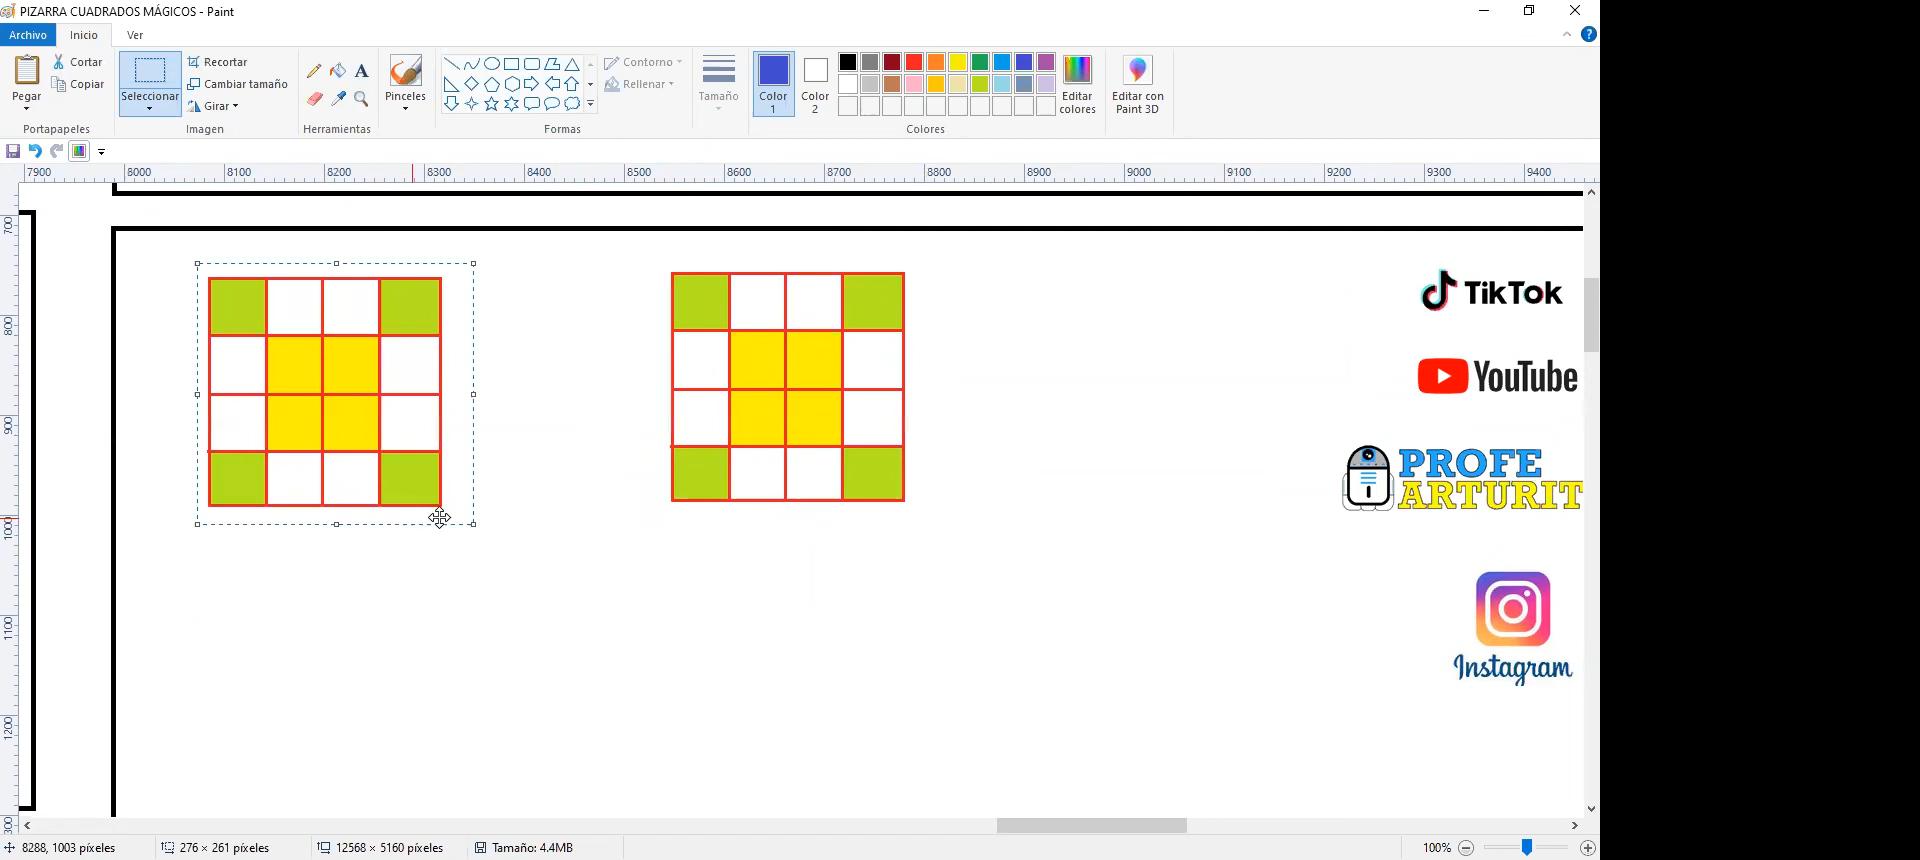 PIZARRA CUADRADOS MÁGICOS - Paint
Archivo Inicio Ver
Pegar
Cortar
Copiar
Portapapeles
Seleccionar
Recortar
Cambiar tamaño
Girar
Imagen
A
Herramientas
Pinceles
Contorno
Rellenar
Formas
Tamaño
Color 1
Color 2
Editar colores
Colores
Editar con Paint 3D
7900 8000 8100 8200 8300 8400 8500 8600 8700 8800 8900 9000 9100 9200 9300 9400
700
800
900
1000
1100
1200
300
TikTok
YouTube
PROFE
ARTURIT
Instagram
8288, 1003 píxeles 276 × 261 píxeles 12568 × 5160 píxeles Tamaño: 4.4MB 100%